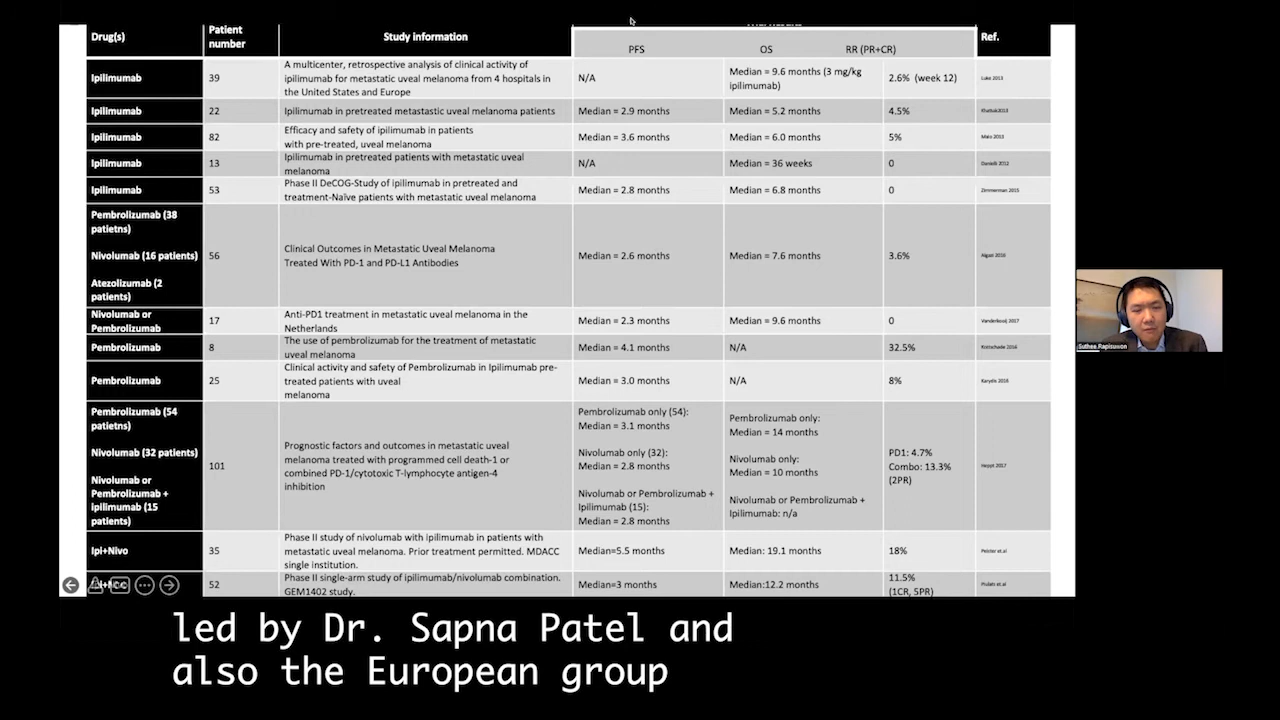 Drug(s)
Patient
number
Study information
PFS
OS
RR (PR+CR)
Ref.
Ipilimumab
39
A multicenter, retrospective analysis of clinical activity of
ipilimumab for metastatic uveal melanoma from 4 hospitals in
the United States and Europe
N/A
Median = 9.6 months (3 mg/kg
ipilimumab)
2.6% (week 12)
Luke 2013
Ipilimumab
22
Ipilimumab in pretreated metastastic uveal melanoma patients
Median = 2.9 months
Median = 5.2 months
4.5%
Ipilimumab
82
Efficacy and safety of ipilimumab in patients
with pre-treated, uveal melanoma
Median = 3.6 months
Median = 6.0 months
5%
Maio 2013
Ipilimumab
13
Ipilimumab in pretreated patients with metastatic uveal
melanoma
N/A
Median = 36 weeks
0
Danielli 2012
Ipilimumab
53
Phase II DeCOG-Study of ipilimumab in pretreated and
treatment-Naïve patients with metastatic uveal melanoma
Median = 2.8 months
Median = 6.8 months
0
Zimmerman 2015
Pembrolizumab (38
patietns)
Nivolumab (16 patients)
Atezolizumab (2
patients)
56
Clinical Outcomes in Metastatic Uveal Melanoma
Treated With PD-1 and PD-L1 Antibodies
Median = 2.6 months
Median = 7.6 months
3.6%
Algazi 2016
Nivolumab or
Pembrolizumab
17
Anti-PD1 treatment in metastatic uveal melanoma in the
Netherlands
Median = 2.3 months
Median = 9.6 months
0
Pembrolizumab
8
The use of pembrolizumab for the treatment of metastatic
uveal melanoma
Median = 4.1 months
N/A
32.5%
Pembrolizumab
25
Clinical activity and safety of Pembrolizumab in Ipilimumab pre-
treated patients with uveal
melanoma
Median = 3.0 months
N/A
8%
Karydis 2016
Pembrolizumab (54
patietns)
Nivolumab (32 patients)
Nivolumab or
Pembrolizumab +
ipilimumab (15
patients)
101
Prognostic factors and outcomes in metastatic uveal
melanoma treated with programmed cell death-1 or
combined PD-1/cytotoxic T-lymphocyte antigen-4
inhibition
Pembrolizumab only (54):
Median = 3.1 months
Nivolumab only (32):
Median = 2.8 months
Nivolumab or Pembrolizumab +
Ipilimumab (15):
Median = 2.8 months
Pembrolizumab only:
Median = 14 months
Nivolumab only:
Median = 10 months
Nivolumab or Pembrolizumab +
Ipilimumab: n/a
PD1: 4.7%
Combo: 13.3%
(2PR)
Heppt 2017
Ipi+Nivo
35
Phase II study of nivolumab with ipilimumab in patients with
metastatic uveal melanoma. Prior treatment permitted. MDACC
single institution.
Median=5.5 months
Median: 19.1 months
18%
52
Phase II single-arm study of ipilimumab/nivolumab combination.
GEM1402 study.
Median=3 months
Median:12.2 months
11.5%
(1CR, 5PR)
Piulats et.al
Suthee Rapisuwon
led by Dr. Sapna Patel and
also the European group